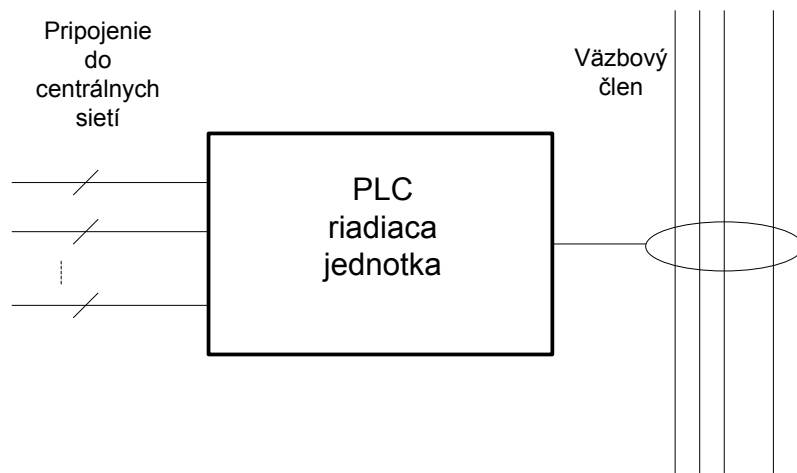 Pripojenie
do
centrálnych
sietí
Väzbový
člen
PLC
riadiaca
jednotka